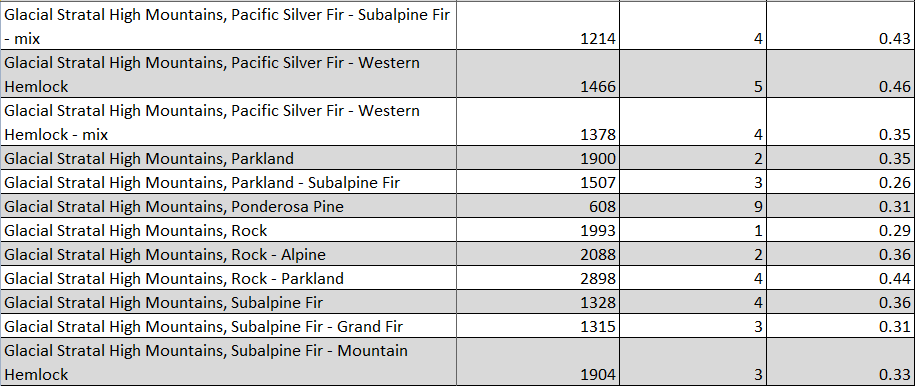 Glacial Stratal High Mountains, Pacific Silver Fir - Subalpine Fir
- mix 1214 4 0.43
Glacial Stratal High Mountains, Pacific Silver Fir - Western
Hemlock 1466 5 0.46
Glacial Stratal High Mountains, Pacific Silver Fir - Western
Hemlock - mix 1378 4 0.35
Glacial Stratal High Mountains, Parkland 1900 2 0.35
Glacial Stratal High Mountains, Parkland - Subalpine Fir 1507 3 0.26
Glacial Stratal High Mountains, Ponderosa Pine 608 9 0.31
Glacial Stratal High Mountains, Rock 1993 1 0.29
Glacial Stratal High Mountains, Rock - Alpine 2088 2 0.36
Glacial Stratal High Mountains, Rock - Parkland 2898 4 0.44
Glacial Stratal High Mountains, Subalpine Fir 1328 4 0.36
Glacial Stratal High Mountains, Subalpine Fir - Grand Fir 1315 3 0.31
Glacial Stratal High Mountains, Subalpine Fir - Mountain
Hemlock 1904 3 0.33